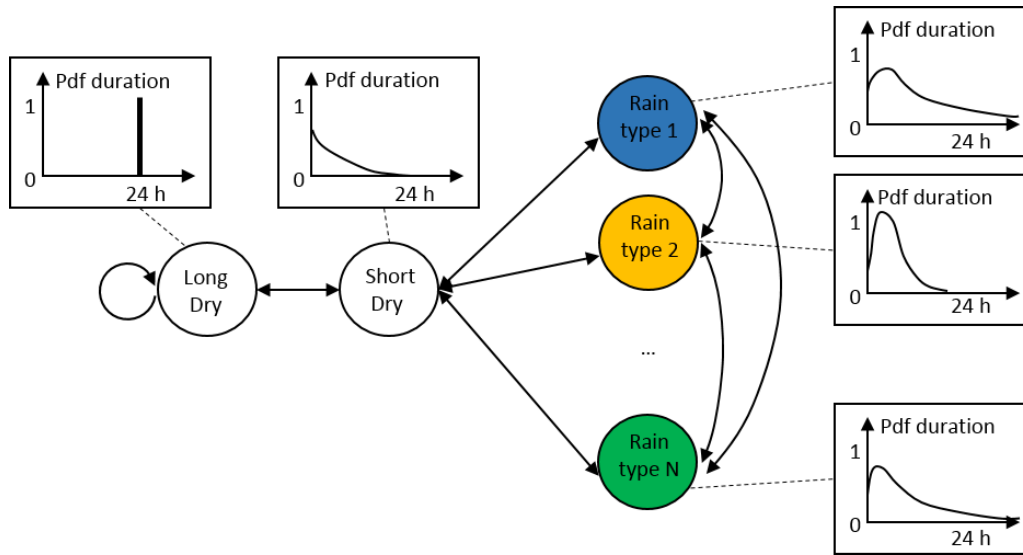 Pdf duration
1
0
24 h
Pdf duration
1
0
24 h
Long
Dry
Short
Dry
Rain
type 1
Rain
type 2
...
Rain
type N
Pdf duration
1
0
24 h
Pdf duration
1
0
24 h
Pdf duration
1
0
24 h